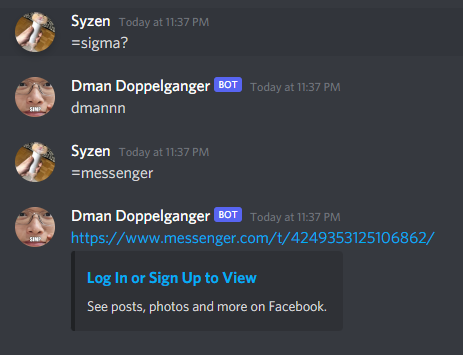 Syzen Today at 11:37 PM
=sigma?
Dman Doppelganger BOT Today at 11:37 PM
dmannn
Syzen Today at 11:37 PM
=messenger
Dman Doppelganger BOT Today at 11:37 PM
https://www.messenger.com/t/4249353125106862/
Log In or Sign Up to View
See posts, photos and more on Facebook.